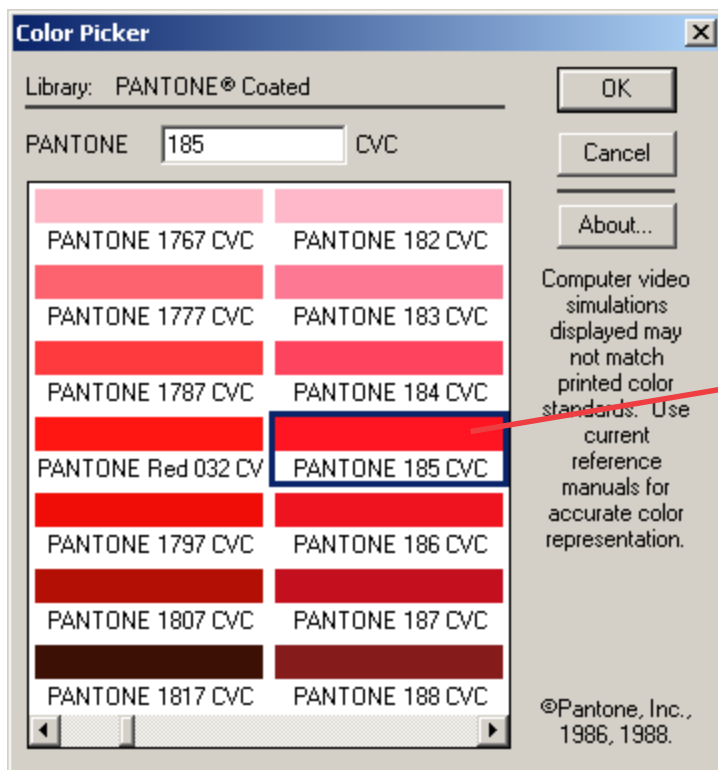 Color Picker
Library: PANTONE® Coated
PANTONE 185 CVC
PANTONE 1767 CVC PANTONE 182 CVC
PANTONE 1777 CVC PANTONE 183 CVC
PANTONE 1787 CVC PANTONE 184 CVC
PANTONE Red 032 CV PANTONE 185 CVC
PANTONE 1797 CVC PANTONE 186 CVC
PANTONE 1807 CVC PANTONE 187 CVC
PANTONE 1817 CVC PANTONE 188 CVC
OK
Cancel
About...
Computer video
simulations
displayed may
not match
printed color
standards. Use
current
reference
manuals for
accurate color
representation.
©Pantone, Inc.,
1986, 1988.